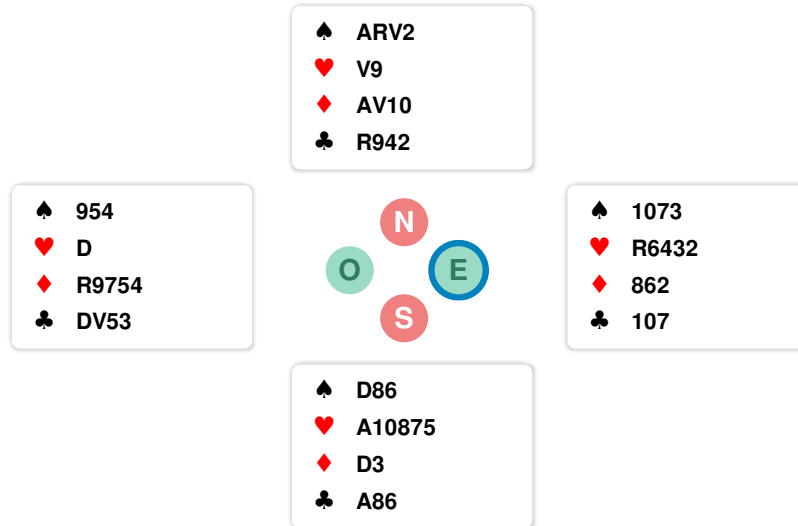 ♠ ARV2
♥ V9
♦ AV10
♣ R942
♠ 954
♥ D
♦ R9754
♣ DV53
N
O E
S
♠ 1073
♥ R6432
♦ 862
♣ 107
♠ D86
♥ A10875
♦ D3
♣ A86